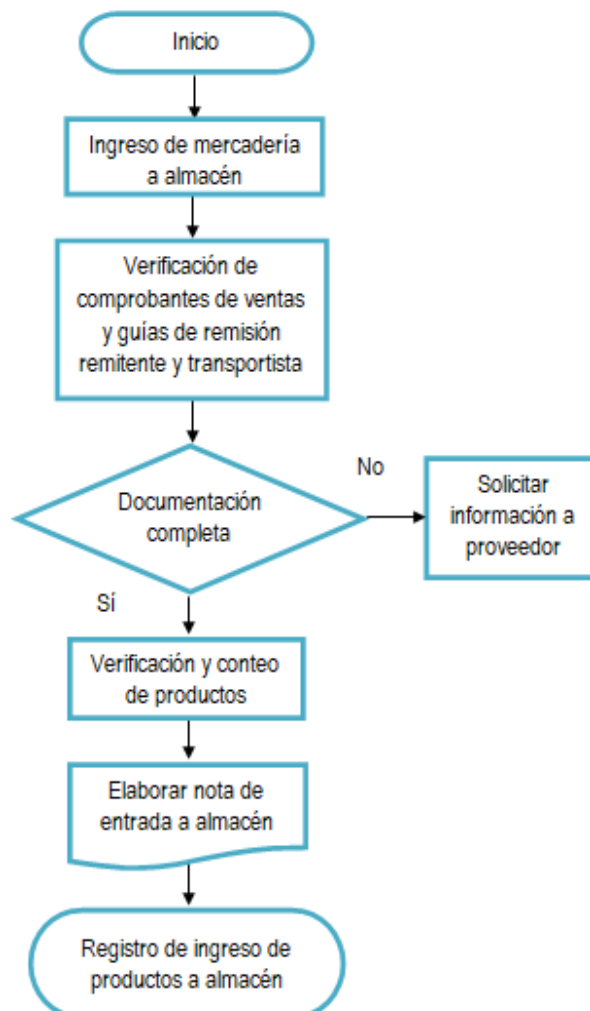 Inicio
Ingreso de mercadería
a almacén
Verificación de
comprobantes de ventas
y guías de remisión
remitente y transportista
Documentación
completa
No
Solicitar
información a
proveedor
Sí
Verificación y conteo
de productos
Elaborar nota de
entrada a almacén
Registro de ingreso de
productos a almacén